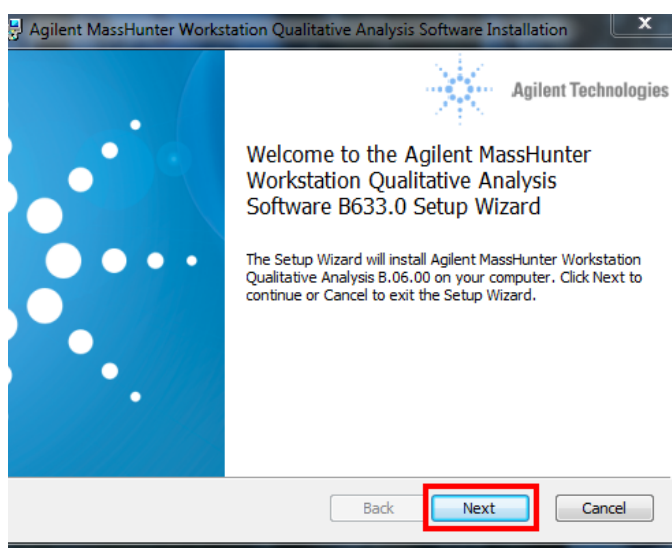 Agilent MassHunter Workstation Qualitative Analysis Software Installation
x
Agilent Technologies
Welcome to the Agilent MassHunter
Workstation Qualitative Analysis
Software B633.0 Setup Wizard
The Setup Wizard will install Agilent MassHunter Workstation
Qualitative Analysis B.06.00 on your computer. Click Next to
continue or Cancel to exit the Setup Wizard.
Back Next Cancel